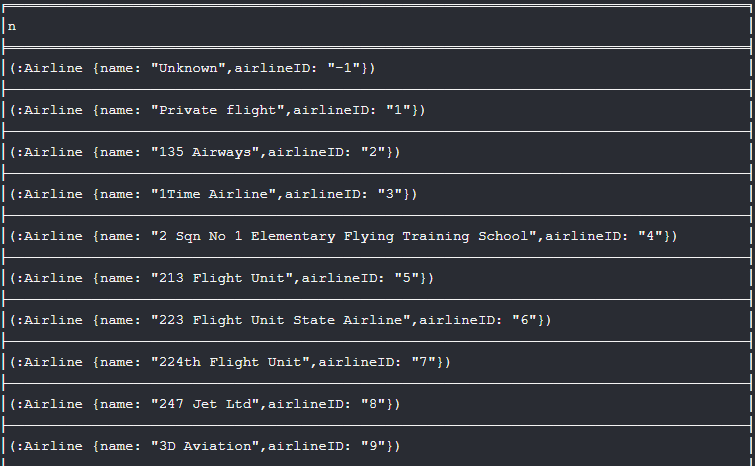 n
(:Airline {name: "Unknown",airlineID: "-1"})
(:Airline {name: "Private flight",airlineID: "1"})
(:Airline {name: "135 Airways",airlineID: "2"})
(:Airline {name: "1Time Airline",airlineID: "3"})
(:Airline {name: "2 Sqn No 1 Elementary Flying Training School",airlineID: "4"})
(:Airline {name: "213 Flight Unit",airlineID: "5"})
(:Airline {name: "223 Flight Unit State Airline",airlineID: "6"})
(:Airline {name: "224th Flight Unit",airlineID: "7"})
(:Airline {name: "247 Jet Ltd",airlineID: "8"})
(:Airline {name: "3D Aviation",airlineID: "9"})